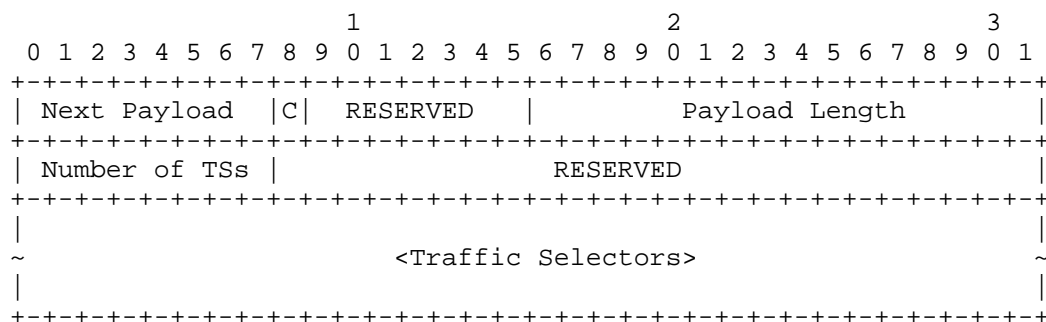 1                   2                   3
 0 1 2 3 4 5 6 7 8 9 0 1 2 3 4 5 6 7 8 9 0 1 2 3 4 5 6 7 8 9 0 1
+-+-+-+-+-+-+-+-+-+-+-+-+-+-+-+-+-+-+-+-+-+-+-+-+-+-+-+-+-+-+-+-+
| Next Payload  |C|  RESERVED   |         Payload Length        |
+-+-+-+-+-+-+-+-+-+-+-+-+-+-+-+-+-+-+-+-+-+-+-+-+-+-+-+-+-+-+-+-+
| Number of TSs |                 RESERVED                      |
+-+-+-+-+-+-+-+-+-+-+-+-+-+-+-+-+-+-+-+-+-+-+-+-+-+-+-+-+-+-+-+-+
|                                                               |
~                       <Traffic Selectors>                     ~
|                                                               |
+-+-+-+-+-+-+-+-+-+-+-+-+-+-+-+-+-+-+-+-+-+-+-+-+-+-+-+-+-+-+-+-+